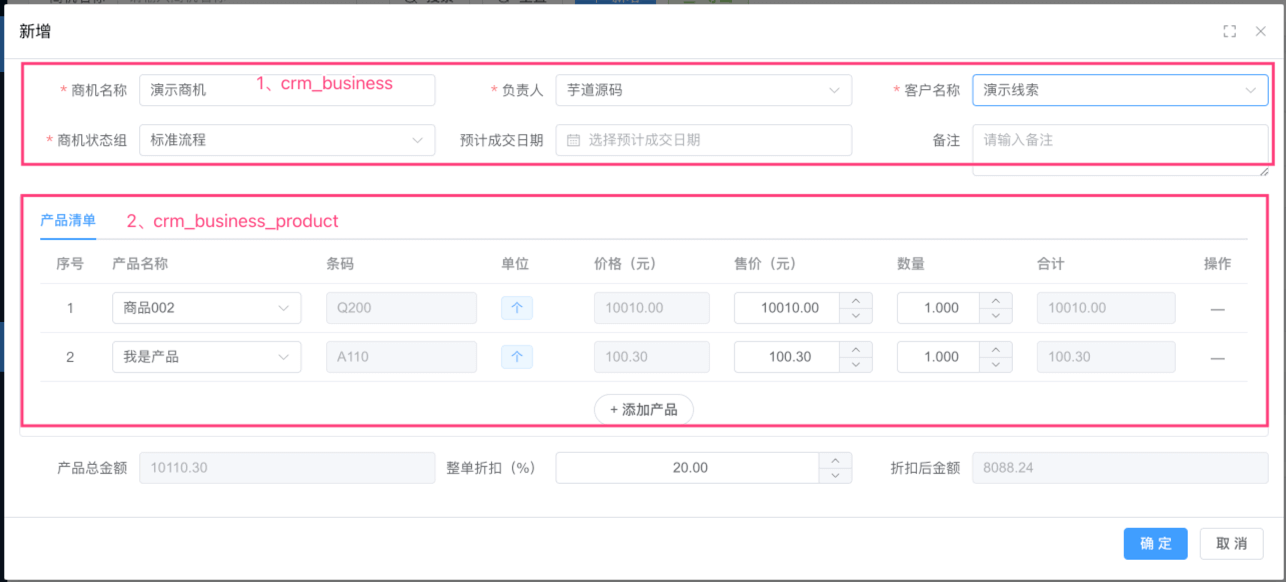 新增
* 商机名称 演示商机 1、crm_business * 负责人 芋道源码 * 客户名称 演示线索
* 商机状态组 标准流程 预计成交日期 选择预计成交日期 备注 请输入备注
产品清单 2、crm_business_product
序号 产品名称 条码 单位 价格（元） 售价（元） 数量 合计 操作
1 商品002 Q200 个 10010.00 10010.00 1.000 10010.00 —
2 我是产品 A110 个 100.30 100.30 1.000 100.30 —
+ 添加产品
产品总金额 10110.30 整单折扣（%） 20.00 折扣后金额 8088.24
确 定 取 消